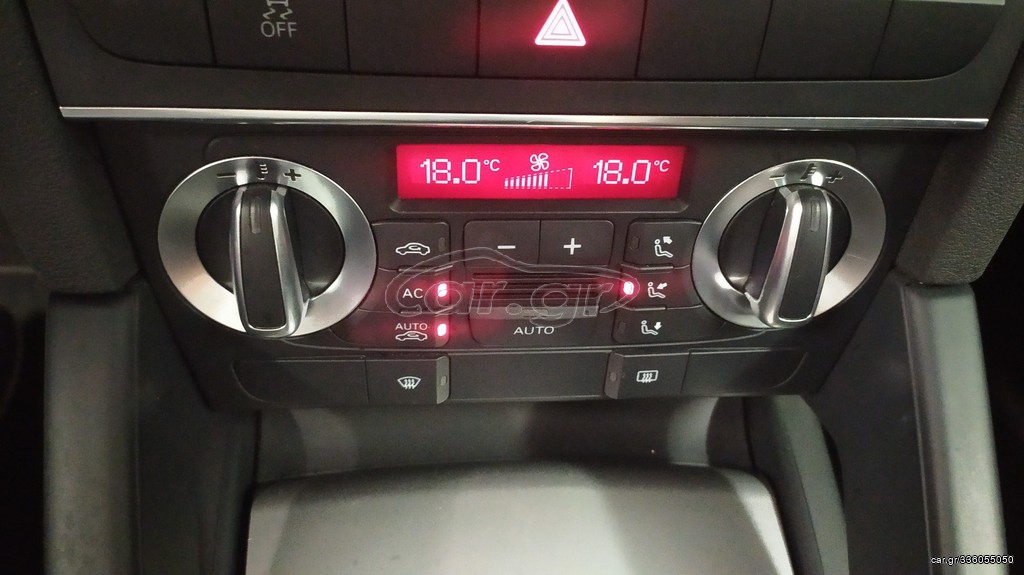 OFF
18.0°C 18.0°C
− +
− +
− +
AC
AUTO
AUTO
car.gr
car.gr/336055050